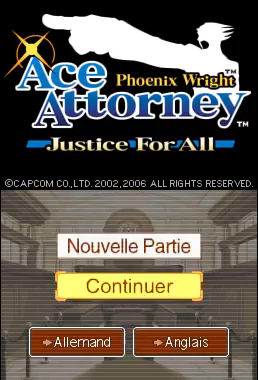 Ace Phoenix Wright™
Attorney™
Justice For All
©CAPCOM CO.,LTD. 2002,2006 ALL RIGHTS RESERVED.
Nouvelle Partie
Continuer
Allemand
Anglais